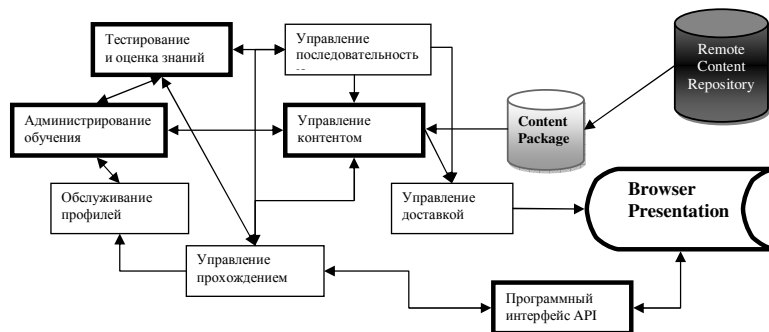 Тестирование
и оценка знаний
Управление
последовательность
Remote
Content
Repository
Администрирование
обучения
Управление
контентом
Content
Package
Обслуживание
профилей
Управление
доставкой
Browser
Presentation
Управление
прохождением
Программный
интерфейс API